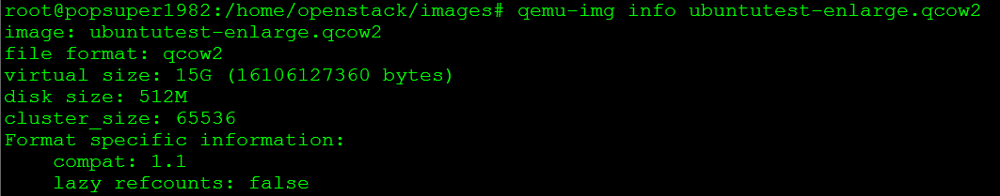 root@popsuper1982:/home/openstack/images# qemu-img info ubuntutest-enlarge.qcow2
image: ubuntutest-enlarge.qcow2
file format: qcow2
virtual size: 15G (16106127360 bytes)
disk size: 512M
cluster_size: 65536
Format specific information:
    compat: 1.1
    lazy refcounts: false